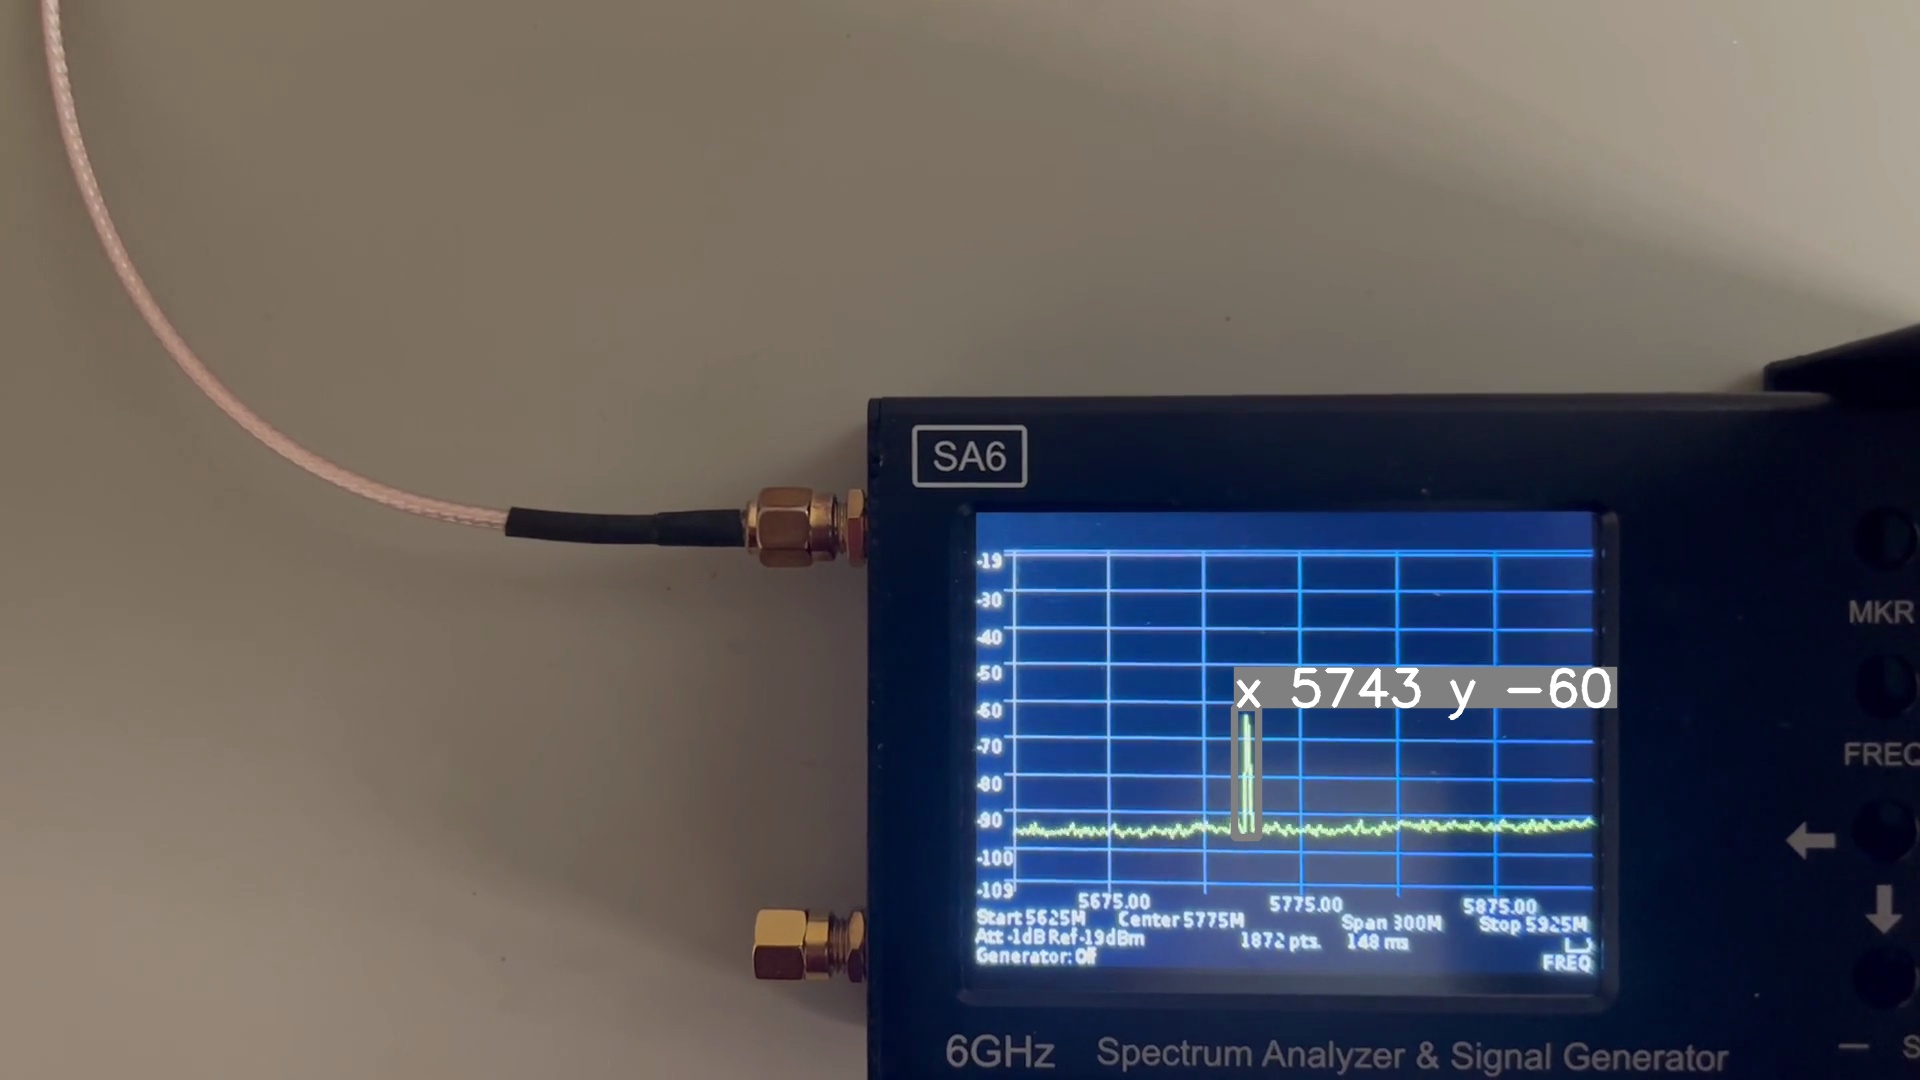 SA6
-19
-30
-40
-50
x 5743 y -60
-60
-70
-80
-90
-100
-109
5675.00 5775.00 5875.00
Start 5625M Center 5775M Span 300M Stop 5925M
Att -1dB Ref -19dBm 1872 pts. 148 ms
Generator: Off FREQ
MKR
FREQ
6GHz Spectrum Analyzer & Signal Generator